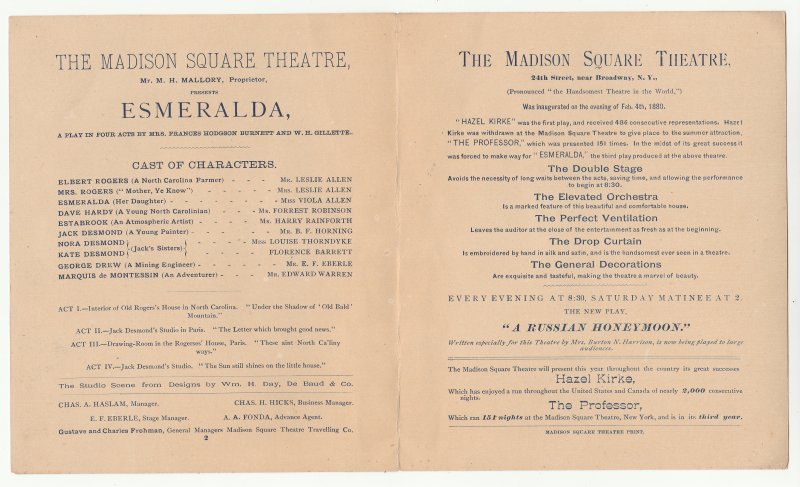 THE MADISON SQUARE THEATRE,
Mr. M. H. MALLORY, Proprietor,
PRESENTS
ESMERALDA,
A PLAY IN FOUR ACTS BY MRS. FRANCES HODGSON BURNETT AND W. H. GILLETTE.
CAST OF CHARACTERS.
ELBERT ROGERS (A North Carolina Farmer) - - - MR. LESLIE ALLEN
MRS. ROGERS ("Mother, Ye Know") - - - - MRS. LESLIE ALLEN
ESMERALDA (Her Daughter) - - - - - MISS VIOLA ALLEN
DAVE HARDY (A Young North Carolinian) - - - MR. FORREST ROBINSON
ESTABROOK (An Atmospheric Artist) - - - - MR. HARRY RAINFORTH
JACK DESMOND (A Young Painter) - - - - MR. B. F. HORNING
NORA DESMOND } (Jack's Sisters) { - - - - - MISS LOUISE THORNDYKE
KATE DESMOND } { - - - - - FLORENCE BARRETT
GEORGE DREW (A Mining Engineer) - - - - - MR. E. F. EBERLE
MARQUIS de MONTESSIN (An Adventurer) - - - - MR. EDWARD WARREN
ACT I.—Interior of Old Rogers's House in North Carolina. "Under the Shadow of 'Old Bald'
Mountain."
ACT II.—Jack Desmond's Studio in Paris. "The Letter which brought good news."
ACT III.—Drawing-Room in the Rogerses' House, Paris. "These aint North Ca'liny
ways."
ACT IV.—Jack Desmond's Studio. "The Sun still shines on the little house."
The Studio Scene from Designs by Wm. H. Day, De Baud & Co.
CHAS. A. HASLAM, Manager. CHAS. H. HICKS, Business Manager.
E. F. EBERLE, Stage Manager. A. A. FONDA, Advance Agent.
Gustave and Charles Frohman, General Managers Madison Square Theatre Travelling Co.
2
THE MADISON SQUARE THEATRE,
24th Street, near Broadway, N. Y.,
(Pronounced "the Handsomest Theatre in the World,")
Was inaugurated on the evening of Feb. 4th, 1880.
"HAZEL KIRKE" was the first play, and received 486 consecutive representations. Hazel
Kirke was withdrawn at the Madison Square Theatre to give place to the summer attraction,
"THE PROFESSOR," which was presented 151 times. In the midst of its great success it
was forced to make way for "ESMERALDA," the third play produced at the above theatre.
The Double Stage
Avoids the necessity of long waits between the acts, saving time, and allowing the performance
to begin at 8:30.
The Elevated Orchestra
Is a marked feature of this beautiful and comfortable house.
The Perfect Ventilation
Leaves the auditor at the close of the entertainment as fresh as at the beginning.
The Drop Curtain
Is embroidered by hand in silk and satin, and is the handsomest ever seen in a theatre.
The General Decorations
Are exquisite and tasteful, making the theatre a marvel of beauty.
EVERY EVENING AT 8:30, SATURDAY MATINEE AT 2.
THE NEW PLAY,
"A RUSSIAN HONEYMOON."
Written especially for this Theatre by Mrs. Burton N. Harrison, is now being played to large
audiences.
The Madison Square Theatre will present this year throughout the country its great successes
Hazel Kirke,
Which has enjoyed a run throughout the United States and Canada of nearly 2,000 consecutive
nights.
The Professor,
Which ran 151 nights at the Madison Square Theatre, New York, and is in its third year.
MADISON SQUARE THEATRE PRINT.